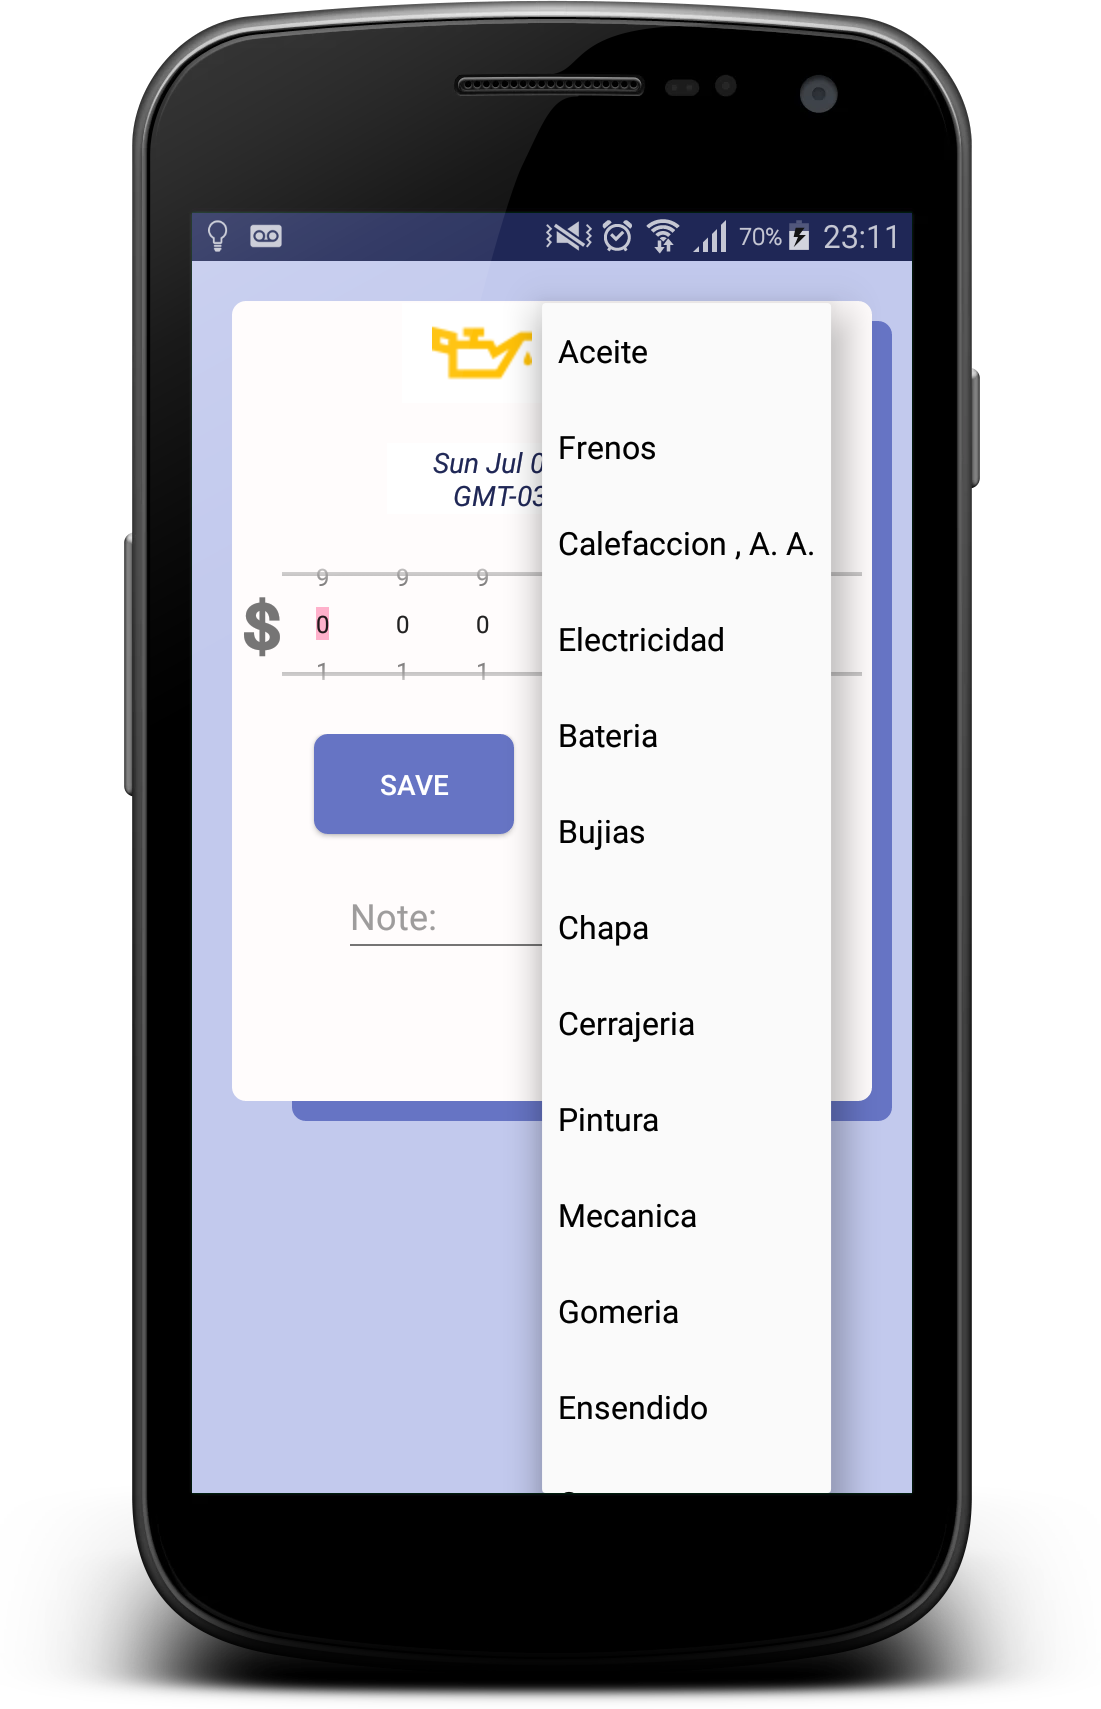 70% 23:11
Aceite
Frenos
Sun Jul
GMT-03
Calefaccion , A. A.
9 9 9
$ 0 0 0
1 1 1
Electricidad
Bateria
SAVE
Bujias
Note:
Chapa
Cerrajeria
Pintura
Mecanica
Gomeria
Ensendido